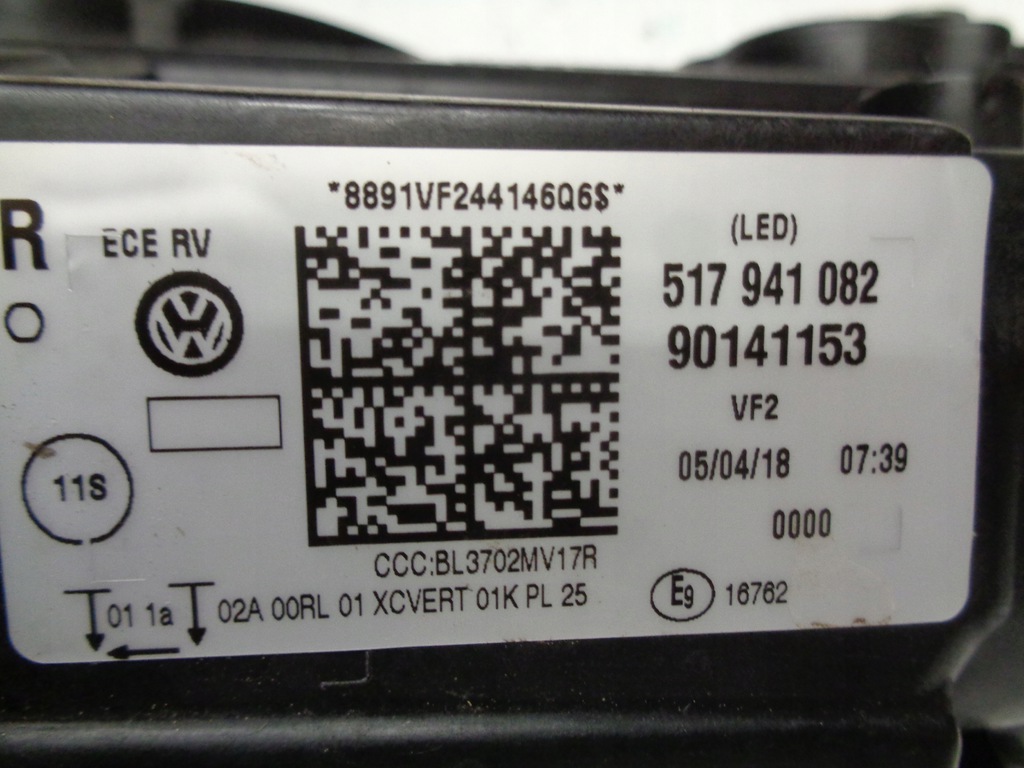 *8891VF244146Q6$*
R
ECE RV
(LED)
517 941 082
90141153
VF2
11S
05/04/18 07:39
0000
CCC:BL3702MV17R
01 1a 02A 00RL 01 XCVERT 01K PL 25
E9 16762